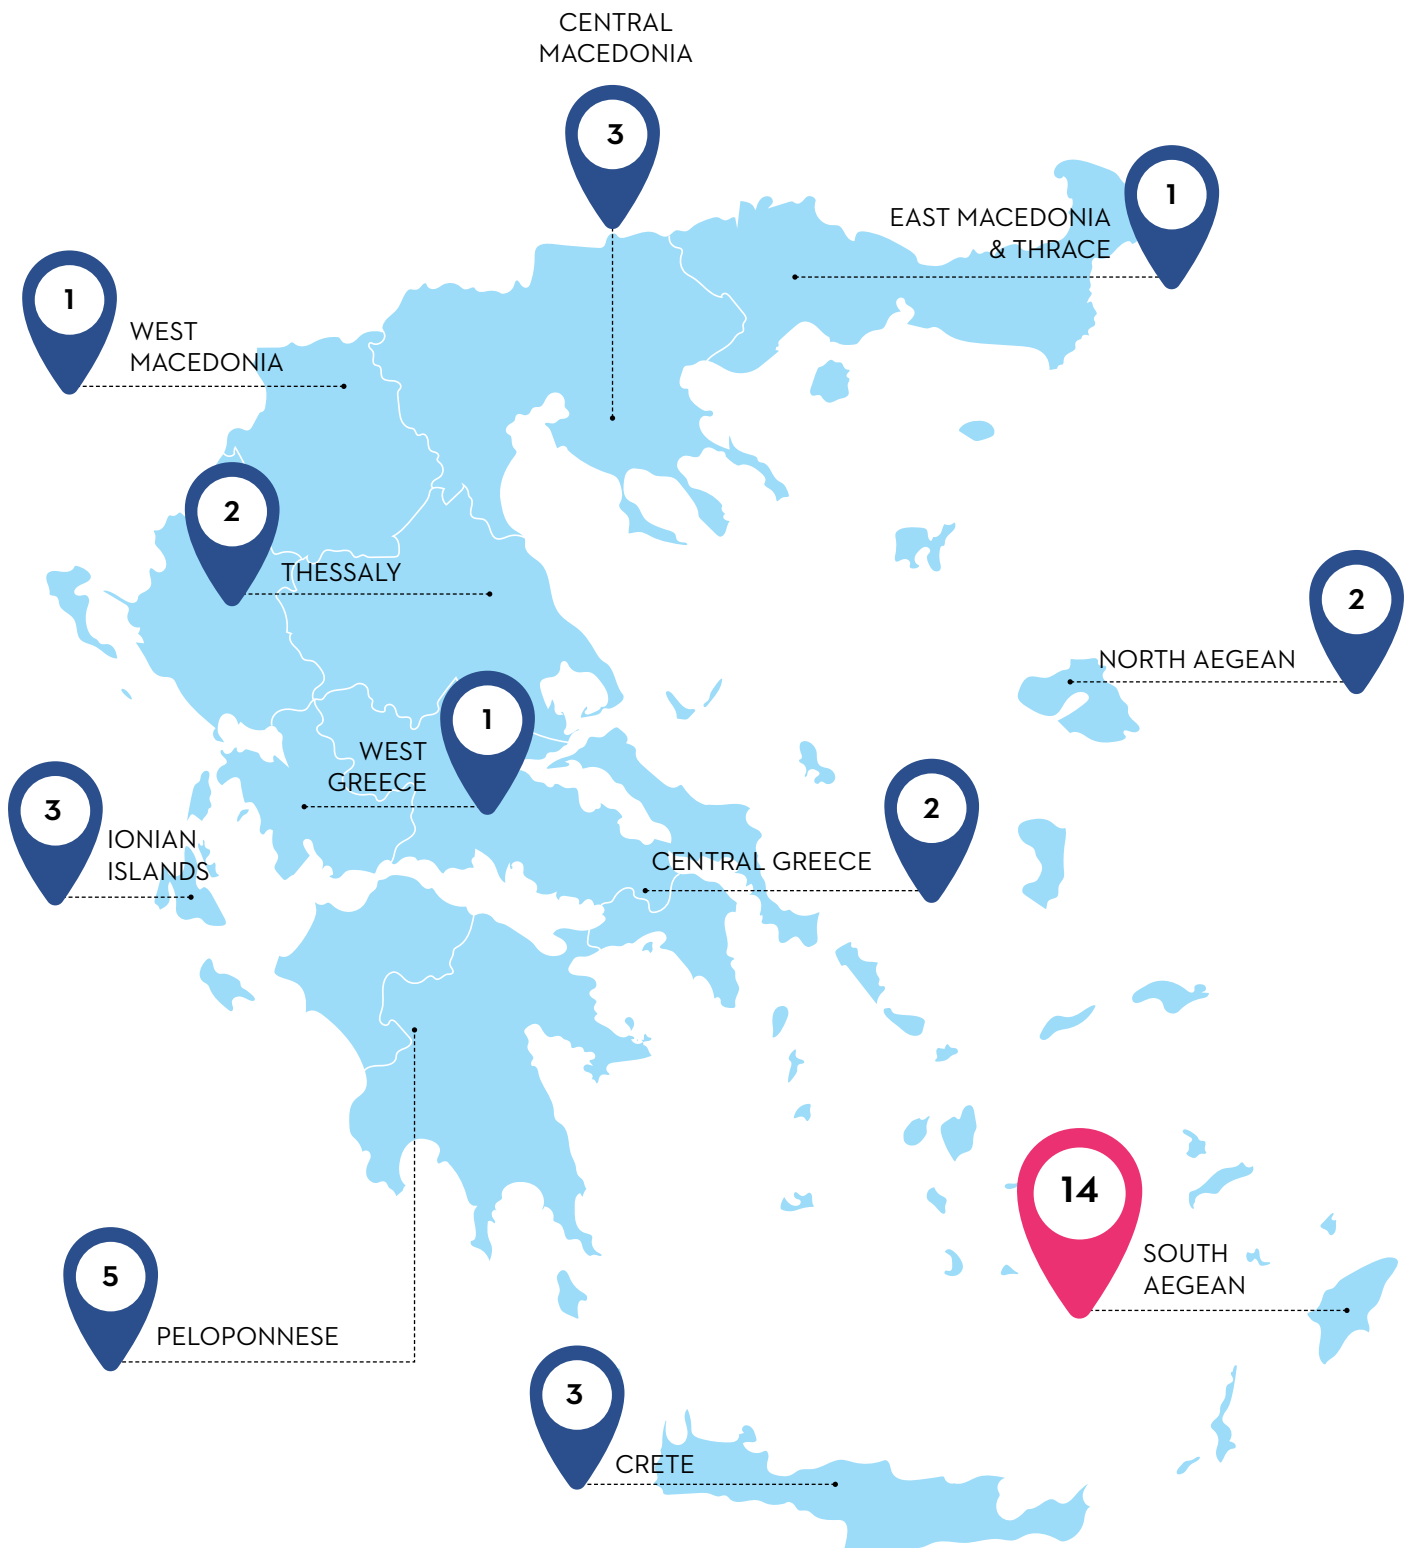 CENTRAL
MACEDONIA
3
1
EAST MACEDONIA
& THRACE
1
WEST
MACEDONIA
2
THESSALY
2
NORTH AEGEAN
1
WEST
GREECE
3
IONIAN
ISLANDS
2
CENTRAL GREECE
14
SOUTH
AEGEAN
5
PELOPONNESE
3
CRETE